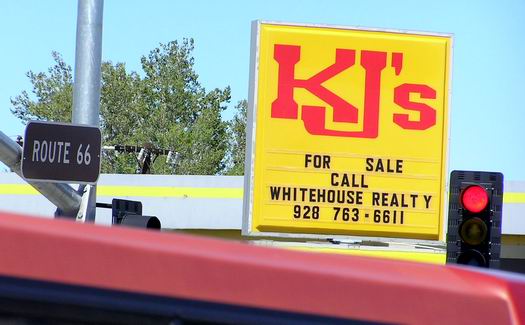 ROUTE 66
KJ's
FOR SALE
CALL
WHITEHOUSE REALTY
928 763-6611